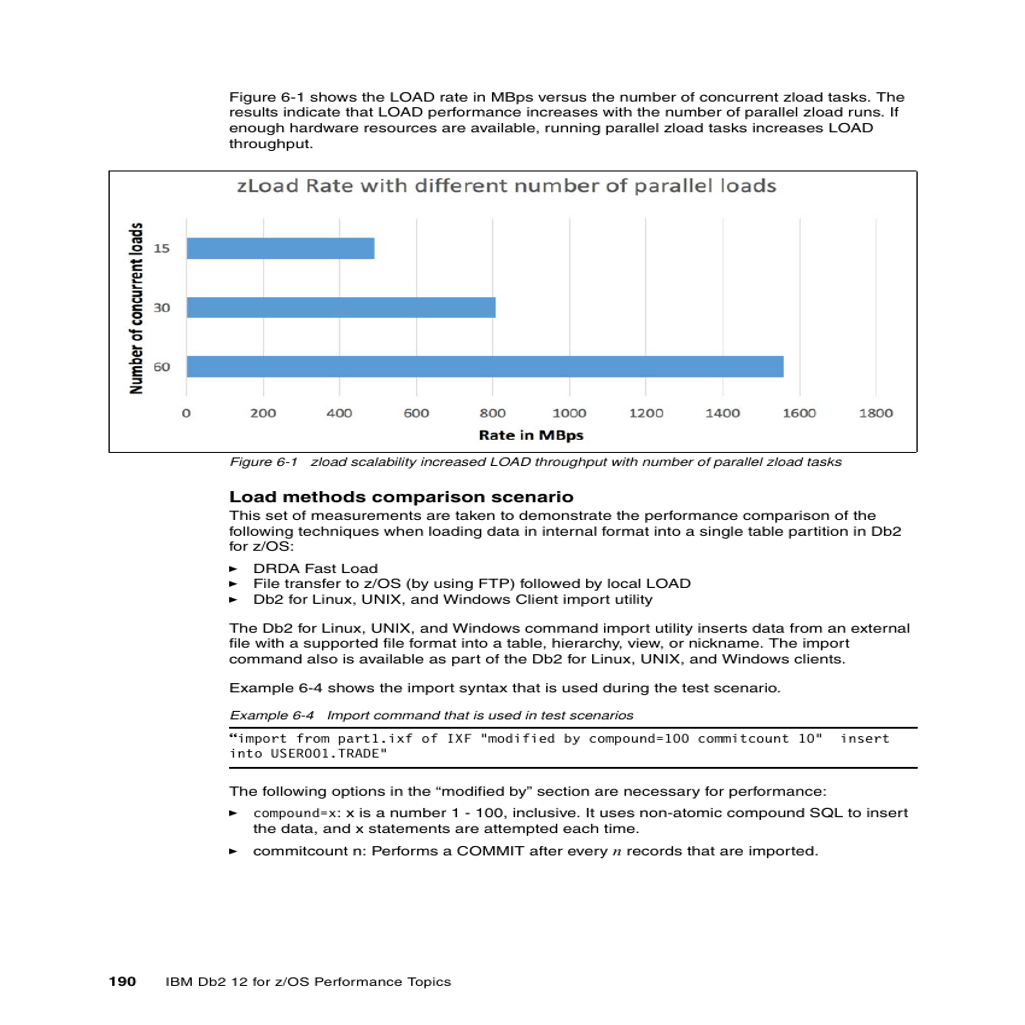 Figure 6-1 shows the LOAD rate in MBps versus the number of concurrent zload tasks. The
results indicate that LOAD performance increases with the number of parallel zload runs. If
enough hardware resources are available, running parallel zload tasks increases LOAD
throughput.
zLoad Rate with different number of parallel loads
Number of concurrent loads
15
30
60
0 200 400 600 800 1000 1200 1400 1600 1800
Rate in MBps
Figure 6-1 zload scalability increased LOAD throughput with number of parallel zload tasks
Load methods comparison scenario
This set of measurements are taken to demonstrate the performance comparison of the
following techniques when loading data in internal format into a single table partition in Db2
for z/OS:
► DRDA Fast Load
► File transfer to z/OS (by using FTP) followed by local LOAD
► Db2 for Linux, UNIX, and Windows Client import utility
The Db2 for Linux, UNIX, and Windows command import utility inserts data from an external
file with a supported file format into a table, hierarchy, view, or nickname. The import
command also is available as part of the Db2 for Linux, UNIX, and Windows clients.
Example 6-4 shows the import syntax that is used during the test scenario.
Example 6-4 Import command that is used in test scenarios
“import from part1.ixf of IXF "modified by compound=100 commitcount 10" insert
into USER001.TRADE"
The following options in the “modified by” section are necessary for performance:
► compound=x: x is a number 1 - 100, inclusive. It uses non-atomic compound SQL to insert
the data, and x statements are attempted each time.
► commitcount n: Performs a COMMIT after every n records that are imported.
190 IBM Db2 12 for z/OS Performance Topics